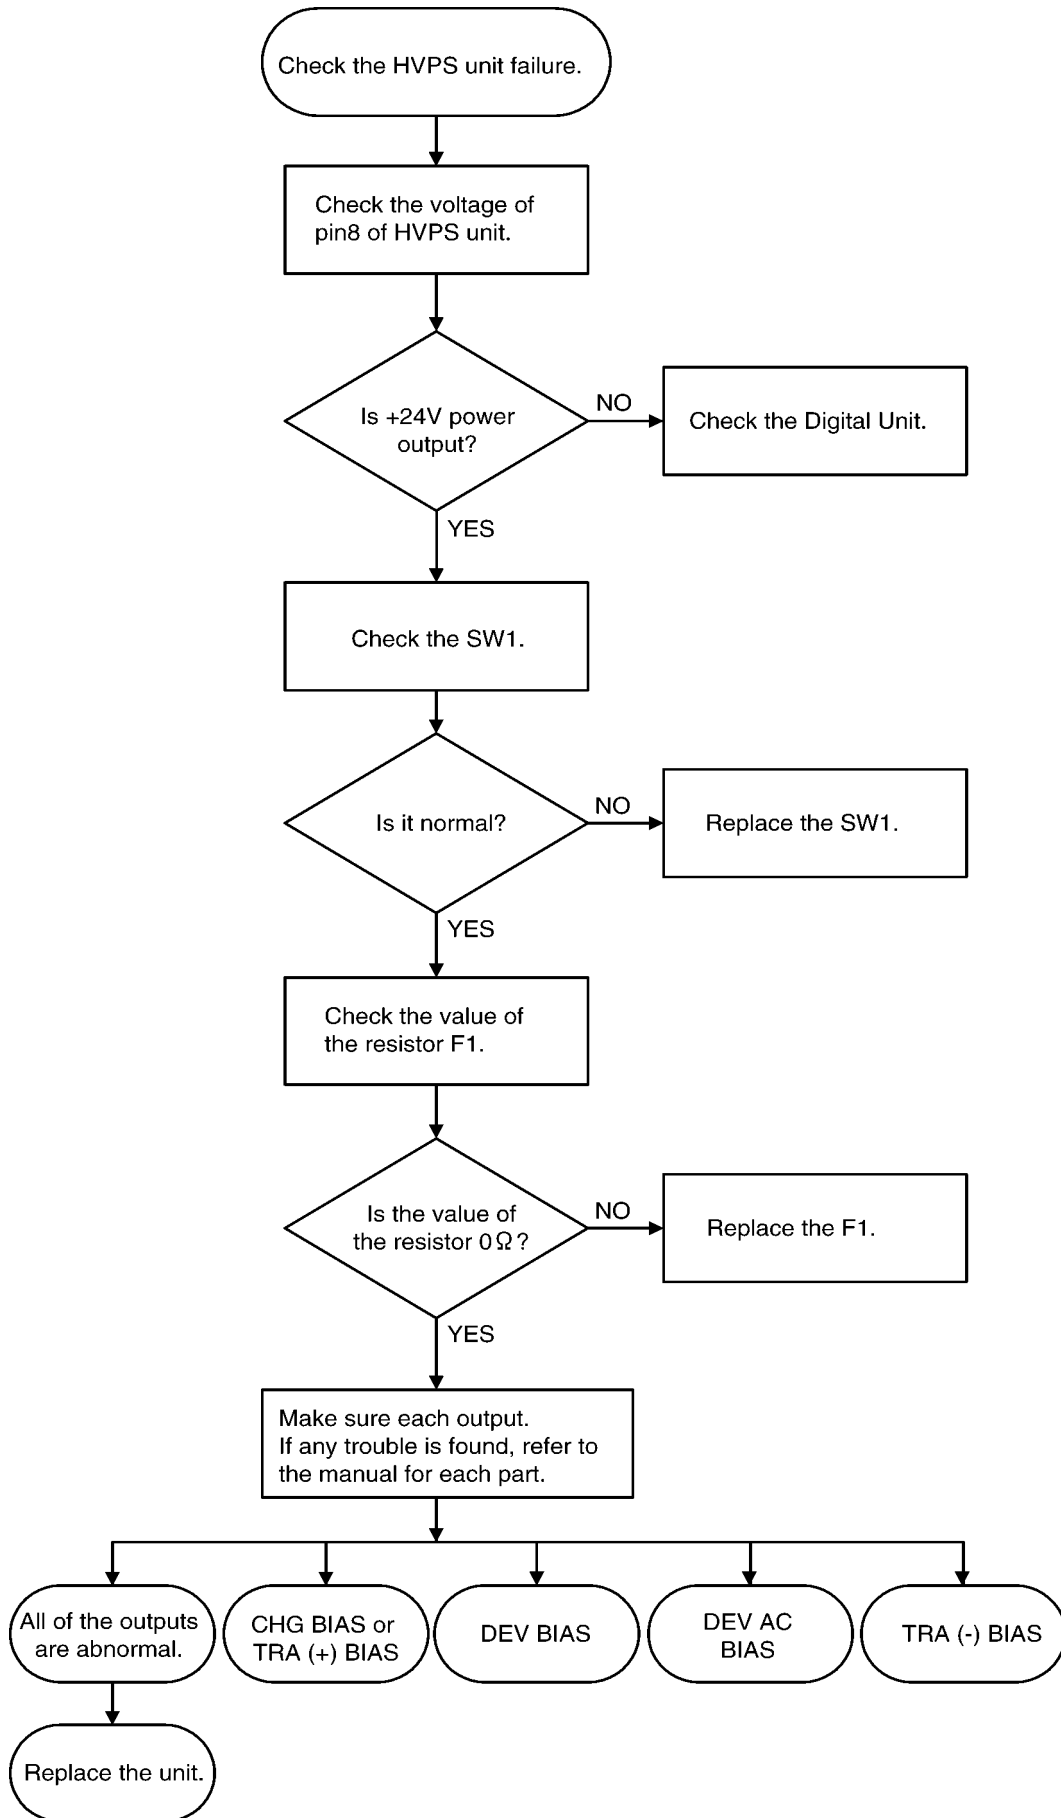 Check the HVPS unit failure.
Check the voltage of
pin8 of HVPS unit.
Is +24V power
output?
NO
Check the Digital Unit.
YES
Check the SW1.
Is it normal?
NO
Replace the SW1.
YES
Check the value of
the resistor F1.
Is the value of
the resistor 0Ω?
NO
Replace the F1.
YES
Make sure each output.
If any trouble is found, refer to
the manual for each part.
All of the outputs
are abnormal.
CHG BIAS or
TRA (+) BIAS
DEV BIAS
DEV AC
BIAS
TRA (-) BIAS
Replace the unit.